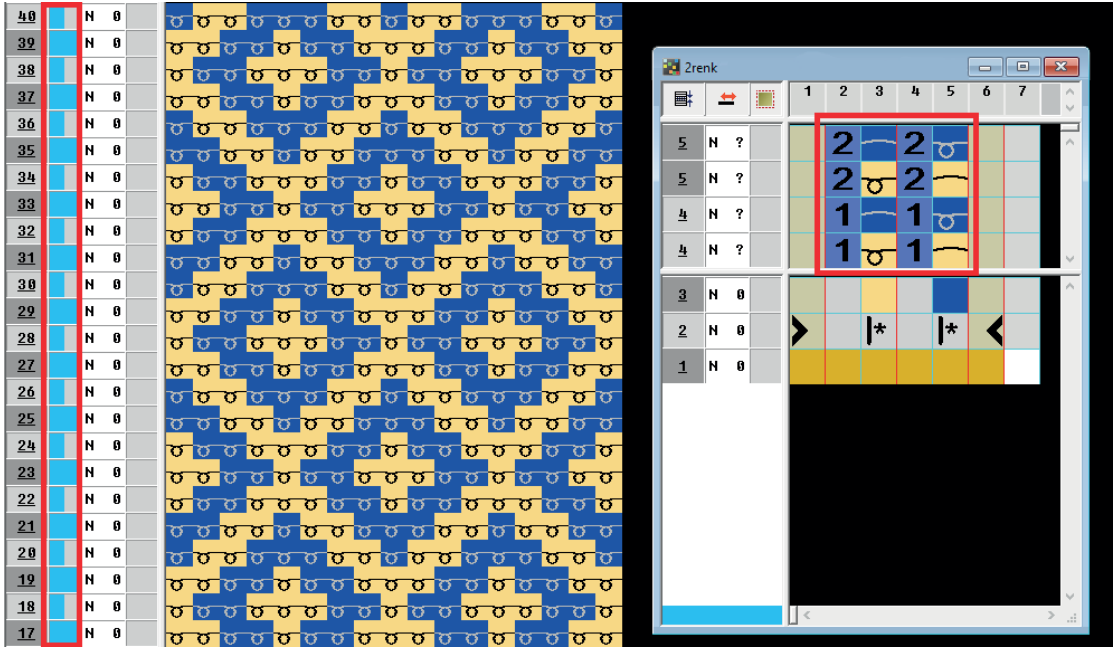 40 N 0
39 N 0
38 N 0
37 N 0
36 N 0
35 N 0
34 N 0
33 N 0
32 N 0
31 N 0
30 N 0
29 N 0
28 N 0
27 N 0
26 N 0
25 N 0
24 N 0
23 N 0
22 N 0
21 N 0
20 N 0
19 N 0
18 N 0
17 N 0
2renk
1 2 3 4 5 6 7
5 N ? 2 2
5 N ? 2 2
4 N ? 1 1
4 N ? 1 1
3 N 0
2 N 0 > |* |* <
1 N 0